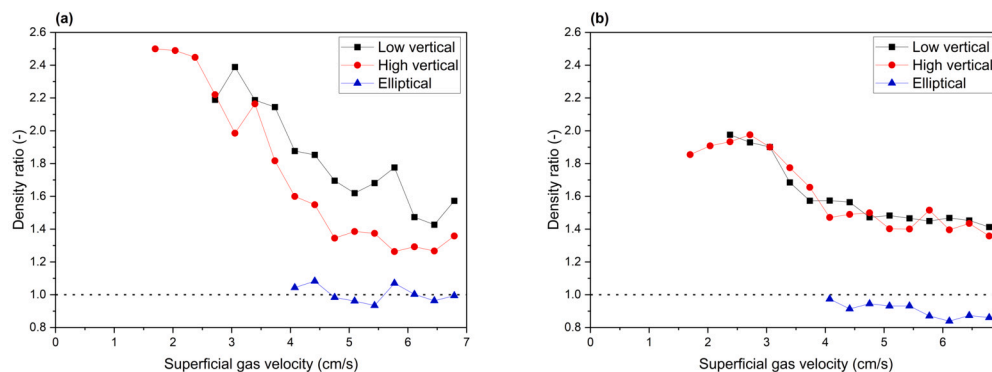 (a)
2.6
2.4
2.2
2.0
1.8
1.6
1.4
1.2
1.0
0.8
Density ratio (-)
Low vertical
High vertical
Elliptical
0 1 2 3 4 5 6 7
Superficial gas velocity (cm/s)
(b)
2.6
2.4
2.2
2.0
1.8
1.6
1.4
1.2
1.0
0.8
Density ratio (-)
Low vertical
High vertical
Elliptical
0 1 2 3 4 5 6
Superficial gas velocity (cm/s)